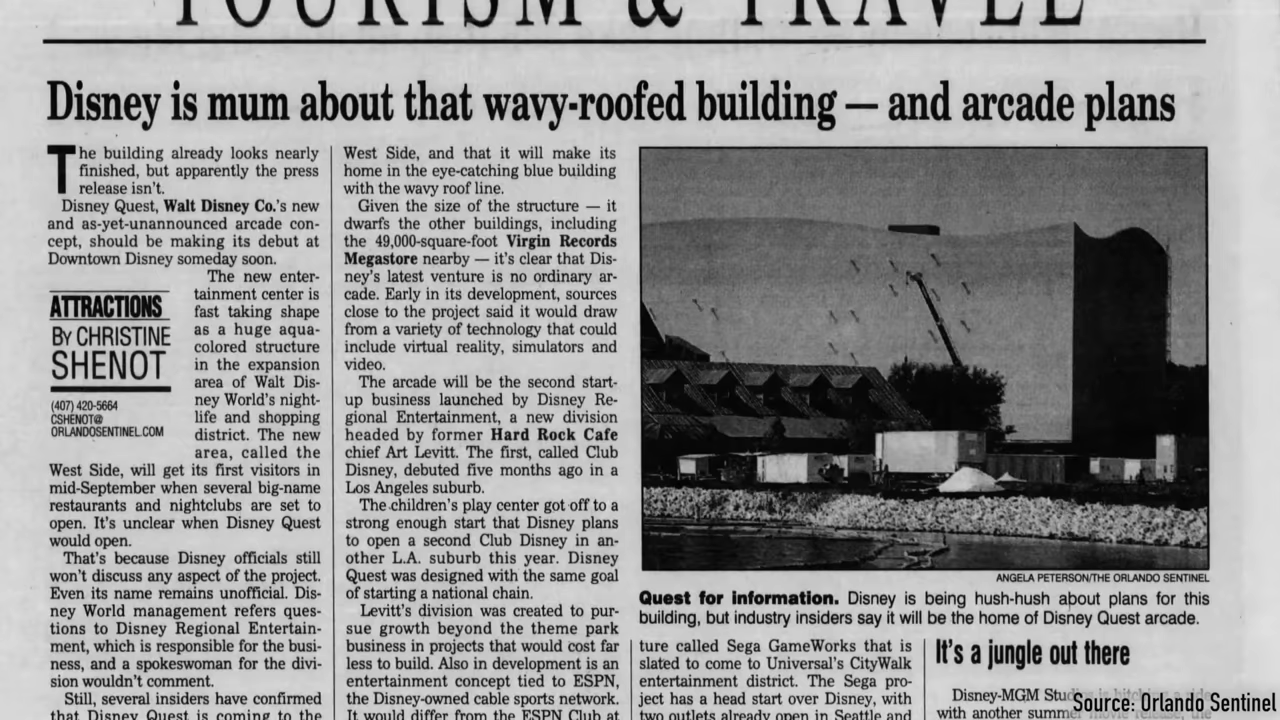 TOURISM & TRAVEL
Disney is mum about that wavy-roofed building — and arcade plans
The building already looks nearly
finished, but apparently the press
release isn't.
Disney Quest, Walt Disney Co.'s new
and as-yet-unannounced arcade con-
cept, should be making its debut at
Downtown Disney someday soon.
ATTRACTIONS
BY CHRISTINE
SHENOT
(407) 420-5664
CSHENOT@
ORLANDOSENTINEL.COM
The new enter-
tainment center is
fast taking shape
as a huge aqua-
colored structure
in the expansion
area of Walt Dis-
ney World's night-
life and shopping
district. The new
area, called the
West Side, will get its first visitors in
mid-September when several big-name
restaurants and nightclubs are set to
open. It's unclear when Disney Quest
would open.
That's because Disney officials still
won't discuss any aspect of the project.
Even its name remains unofficial. Dis-
ney World management refers ques-
tions to Disney Regional Entertain-
ment, which is responsible for the busi-
ness, and a spokeswoman for the divi-
sion wouldn't comment.
Still, several insiders have confirmed
that Disney Quest is coming to the
West Side, and that it will make its
home in the eye-catching blue building
with the wavy roof line.
Given the size of the structure — it
dwarfs the other buildings, including
the 49,000-square-foot Virgin Records
Megastore nearby — it's clear that Dis-
ney's latest venture is no ordinary ar-
cade. Early in its development, sources
close to the project said it would draw
from a variety of technology that could
include virtual reality, simulators and
video.
The arcade will be the second start-
up business launched by Disney Re-
gional Entertainment, a new division
headed by former Hard Rock Cafe
chief Art Levitt. The first, called Club
Disney, debuted five months ago in a
Los Angeles suburb.
The children's play center got off to a
strong enough start that Disney plans
to open a second Club Disney in an-
other L.A. suburb this year. Disney
Quest was designed with the same goal
of starting a national chain.
Levitt's division was created to pur-
sue growth beyond the theme park
business in projects that would cost far
less to build. Also in development is an
entertainment concept tied to ESPN,
the Disney-owned cable sports network.
It would differ from the ESPN Club at
ANGELA PETERSON/THE ORLANDO SENTINEL
Quest for information. Disney is being hush-hush about plans for this
building, but industry insiders say it will be the home of Disney Quest arcade.
ture called Sega GameWorks that is
slated to come to Universal's CityWalk
entertainment district. The Sega pro-
ject has a head start over Disney, with
two outlets already open in Seattle and
It's a jungle out there
Disney-MGM Studios is hitching a ride
with another summer movie release, the
Source: Orlando Sentinel